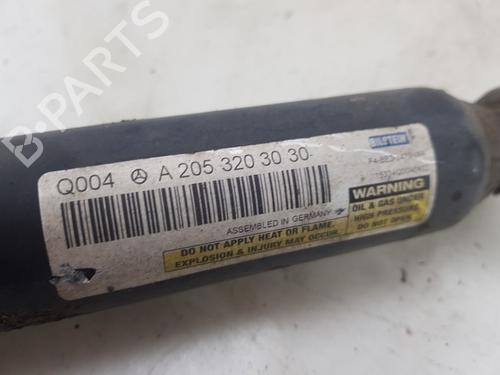 Q004 A 205 320 30 30
BILSTEIN
ASSEMBLED IN GERMANY
WARNING
OIL & GAS UNDER
HIGH PRESSURE
DO NOT OPEN.
DO NOT APPLY HEAT OR FLAME.
EXPLOSION & INJURY MAY OCCUR.